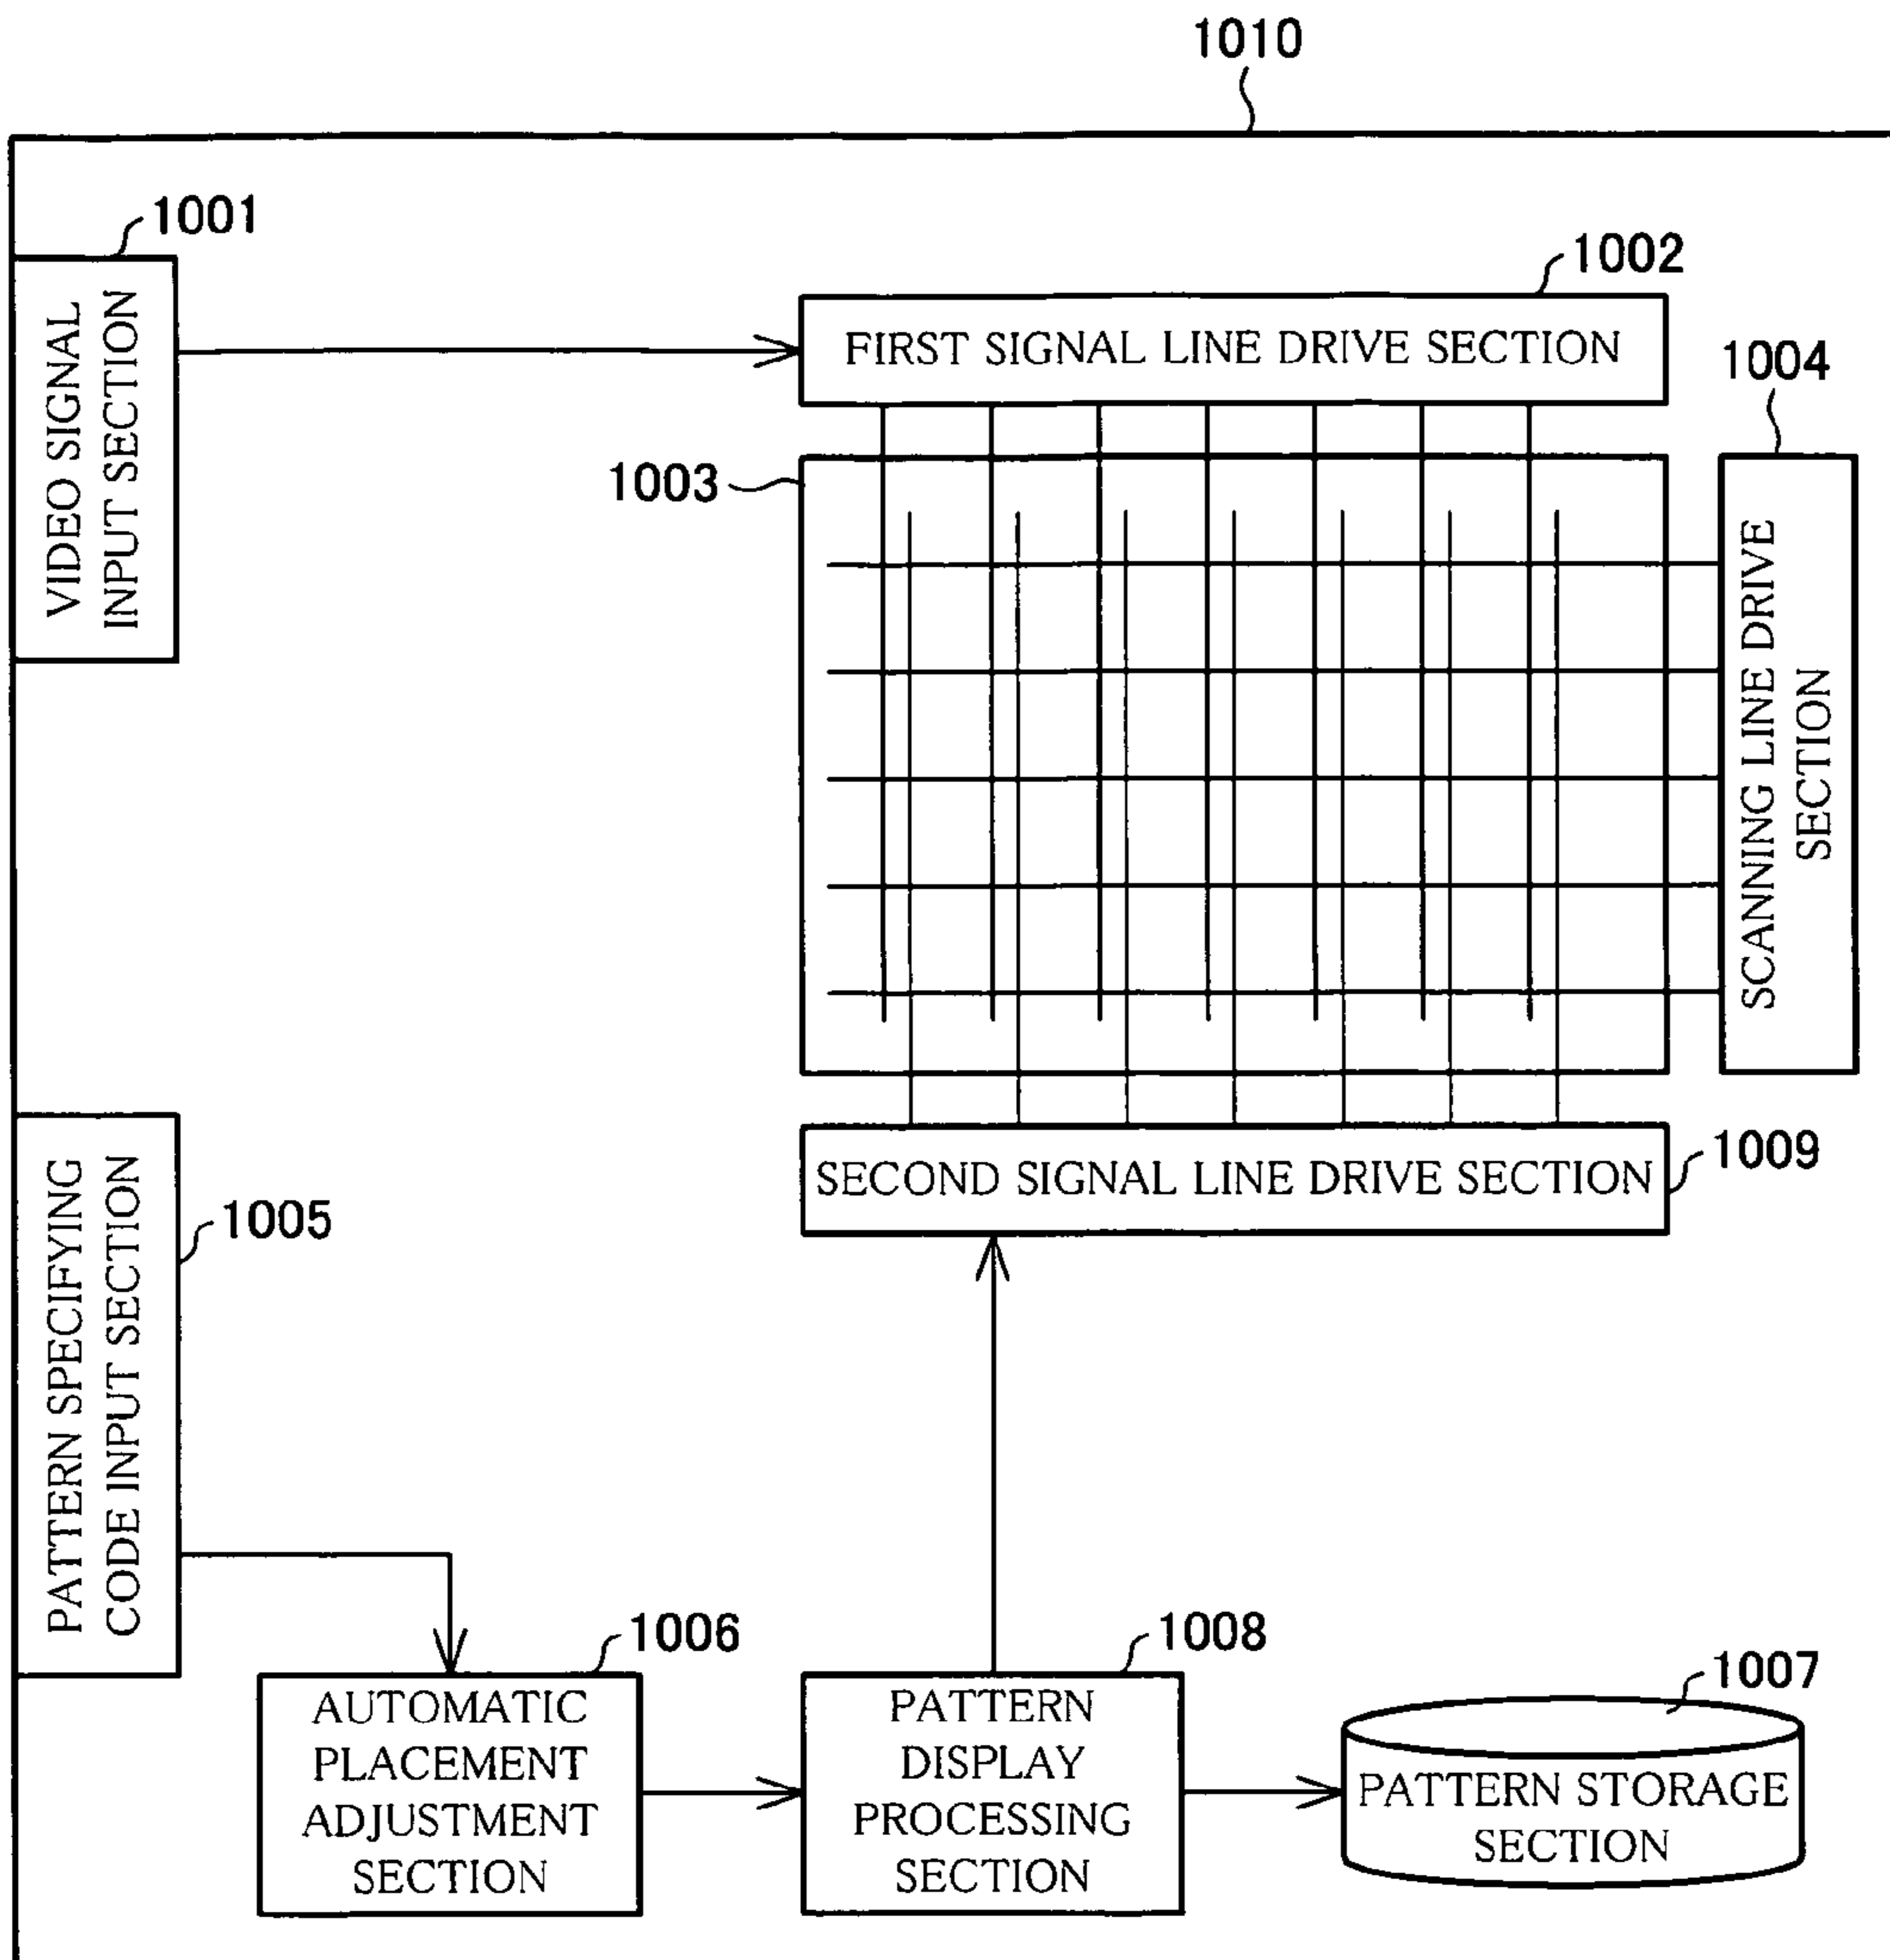 1010
1001
VIDEO SIGNAL
INPUT SECTION
1002
FIRST SIGNAL LINE DRIVE SECTION
1004
1003
SCANNING LINE DRIVE
SECTION
1009
SECOND SIGNAL LINE DRIVE SECTION
1005
PATTERN SPECIFYING
CODE INPUT SECTION
1006
AUTOMATIC
PLACEMENT
ADJUSTMENT
SECTION
1008
PATTERN
DISPLAY
PROCESSING
SECTION
1007
PATTERN STORAGE
SECTION